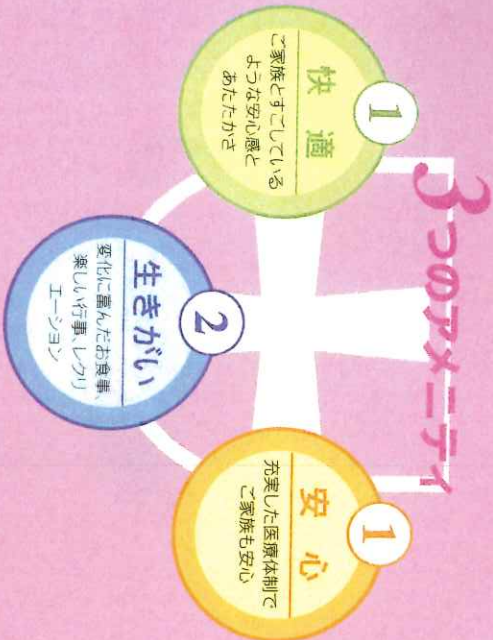 3つのアメニティ
1
快適
ご家族とすごしている
ような安心感と
あたたかさ
2
生きがい
変化に富んだお食事、
楽しい行事、レクリ
エーション
1
安心
充実した医療体制で
ご家族も安心